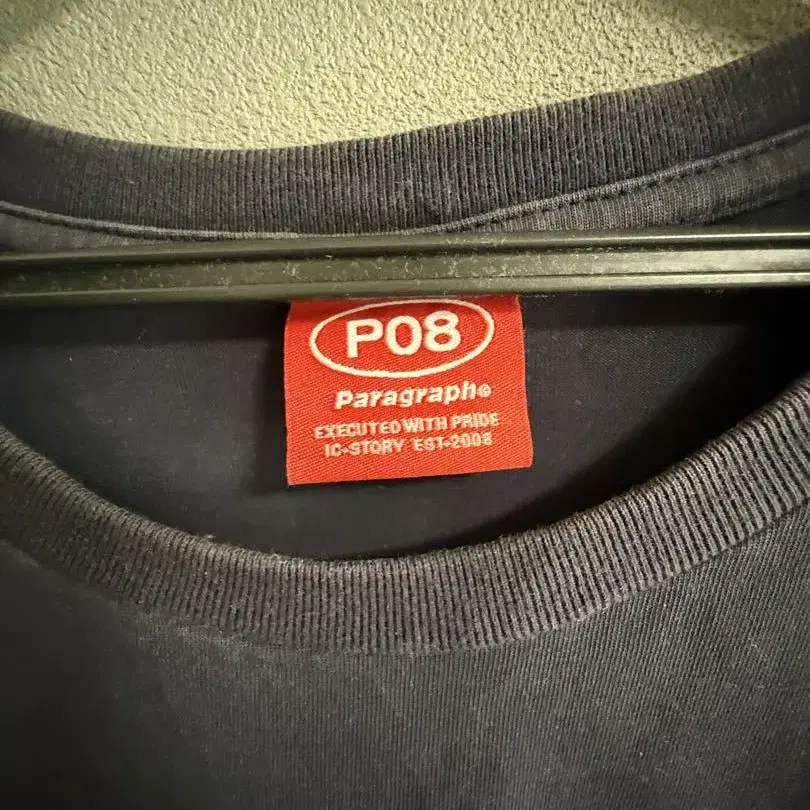 P08
Paragraph®
EXECUTED WITH PRIDE
IC-STORY EST-2008